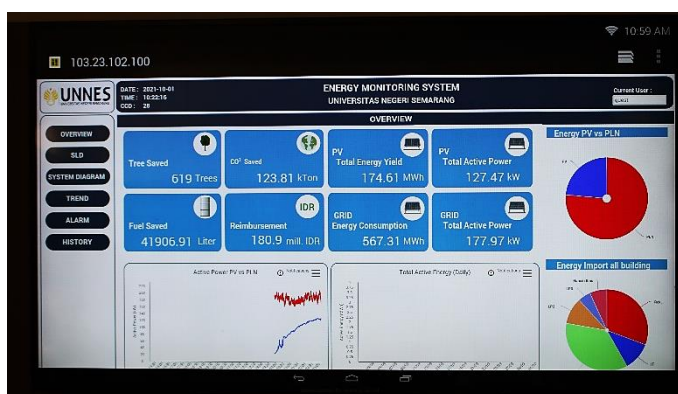 10:59 AM
103.23.102.100
UNNES
DATE: 2021-10-01
TIME: 10:22:16
CCD: 28
ENERGY MONITORING SYSTEM
UNIVERSITAS NEGERI SEMARANG
Current User :
guest
OVERVIEW
OVERVIEW
SLD
SYSTEM DIAGRAM
TREND
ALARM
HISTORY
Tree Saved
619 Trees
CO² Saved
123.81 kTon
PV
Total Energy Yield
174.61 MWh
PV
Total Active Power
127.47 kW
Fuel Saved
41906.91 Liter
IDR
Reimbursement
180.9 mill. IDR
GRID
Energy Consumption
567.31 MWh
GRID
Total Active Power
177.97 kW
Energy PV vs PLN
PV
PLN
Energy Import all building
Active Power PV vs PLN
Total Active Energy (Daily)